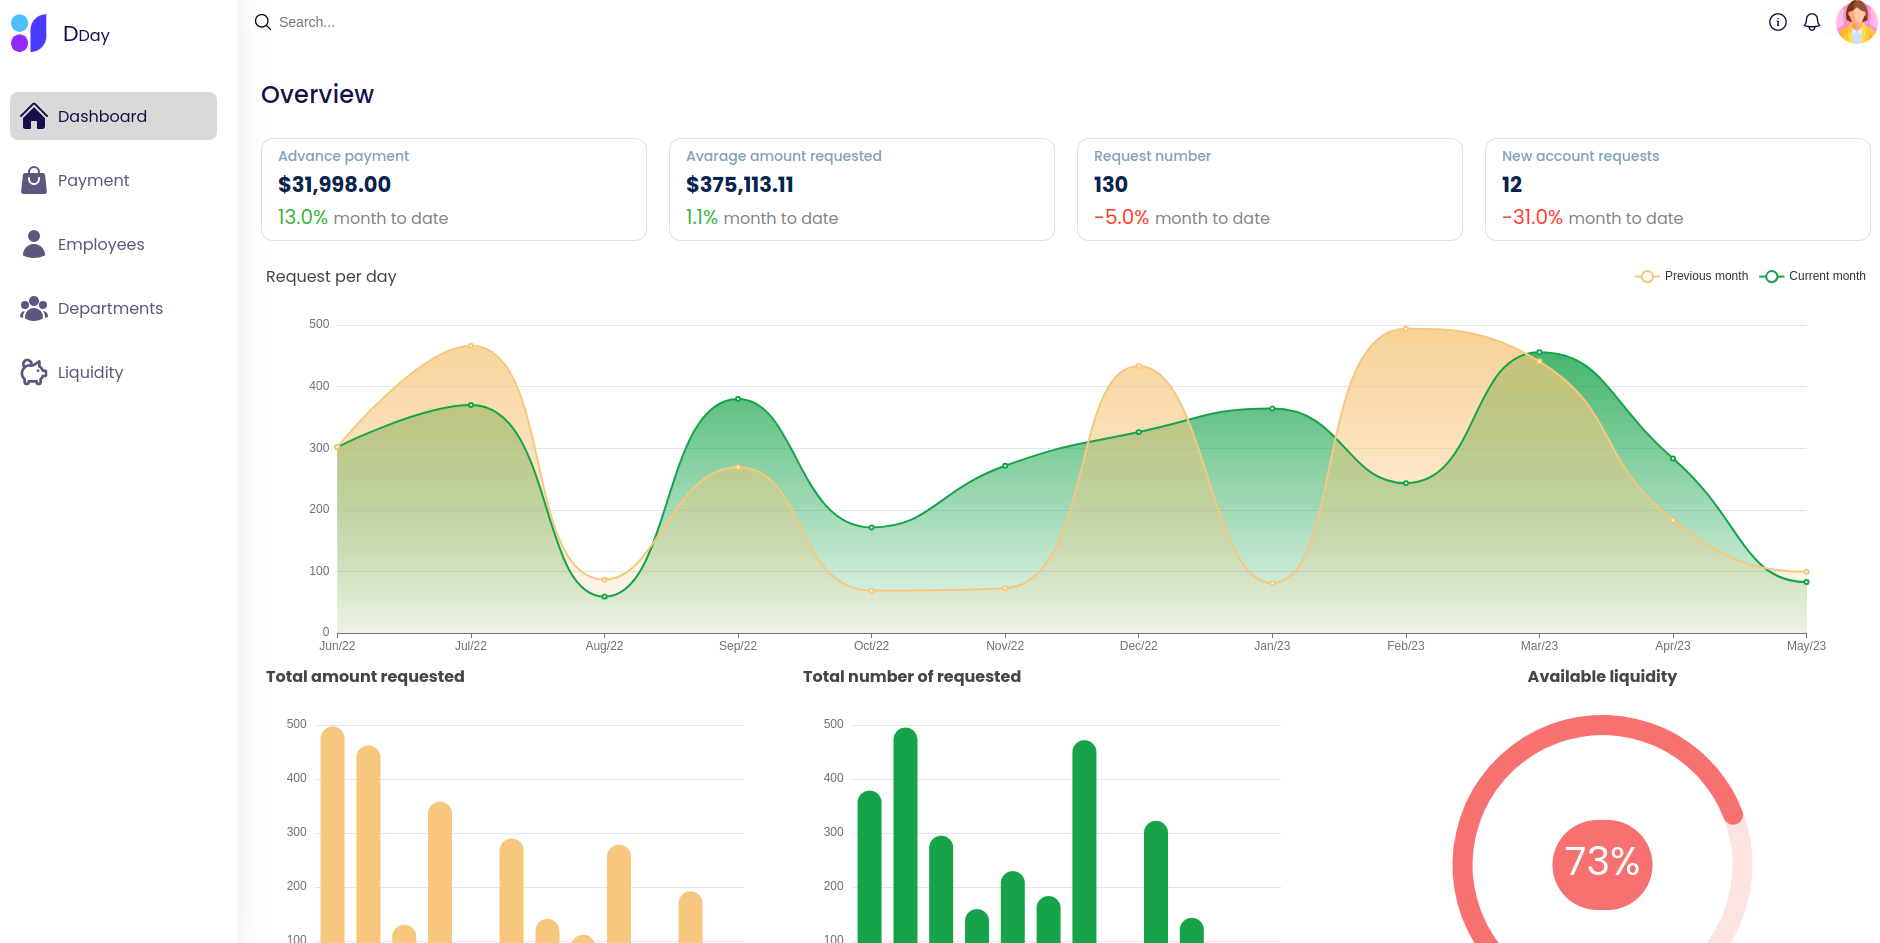 DDay
Search...
Dashboard
Payment
Employees
Departments
Liquidity
Overview
Advance payment
$31,998.00
13.0% month to date
Avarage amount requested
$375,113.11
1.1% month to date
Request number
130
-5.0% month to date
New account requests
12
-31.0% month to date
Request per day
Previous month
Current month
500
400
300
200
100
0
Jun/22 Jul/22 Aug/22 Sep/22 Oct/22 Nov/22 Dec/22 Jan/23 Feb/23 Mar/23 Apr/23 May/23
Total amount requested
500
400
300
200
100
Total number of requested
500
400
300
200
100
Available liquidity
73%